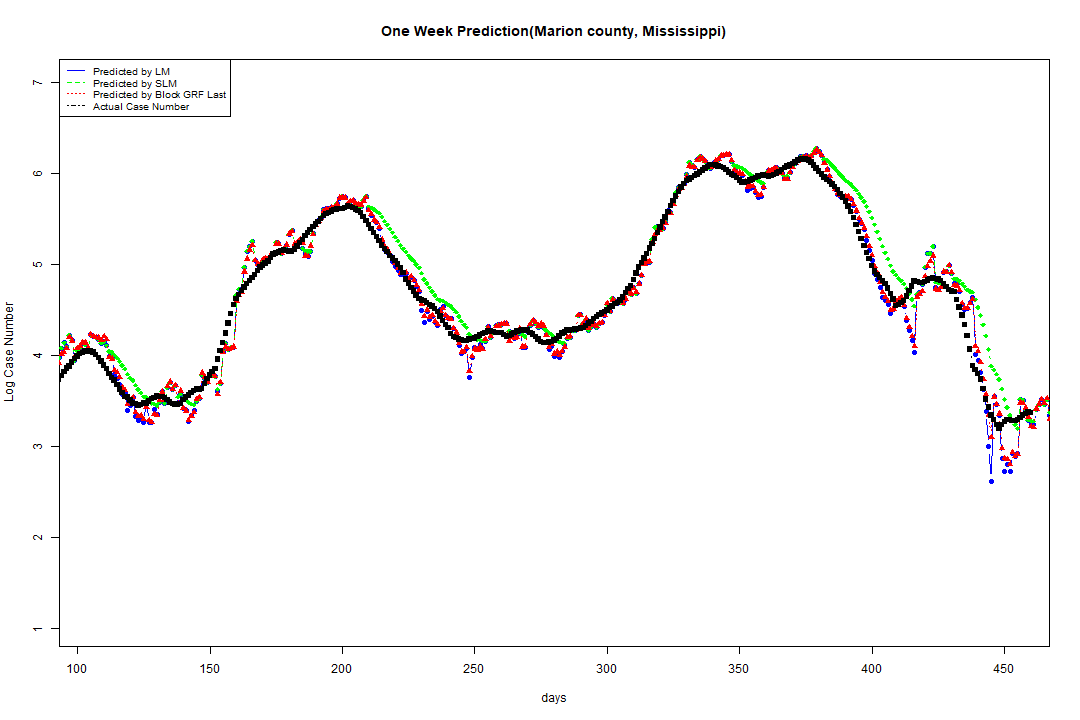 One Week Prediction(Marion county, Mississippi)
Predicted by LM
Predicted by SLM
Predicted by Block GRF Last
Actual Case Number
Log Case Number
7
6
5
4
3
2
1
100 150 200 250 300 350 400 450
days